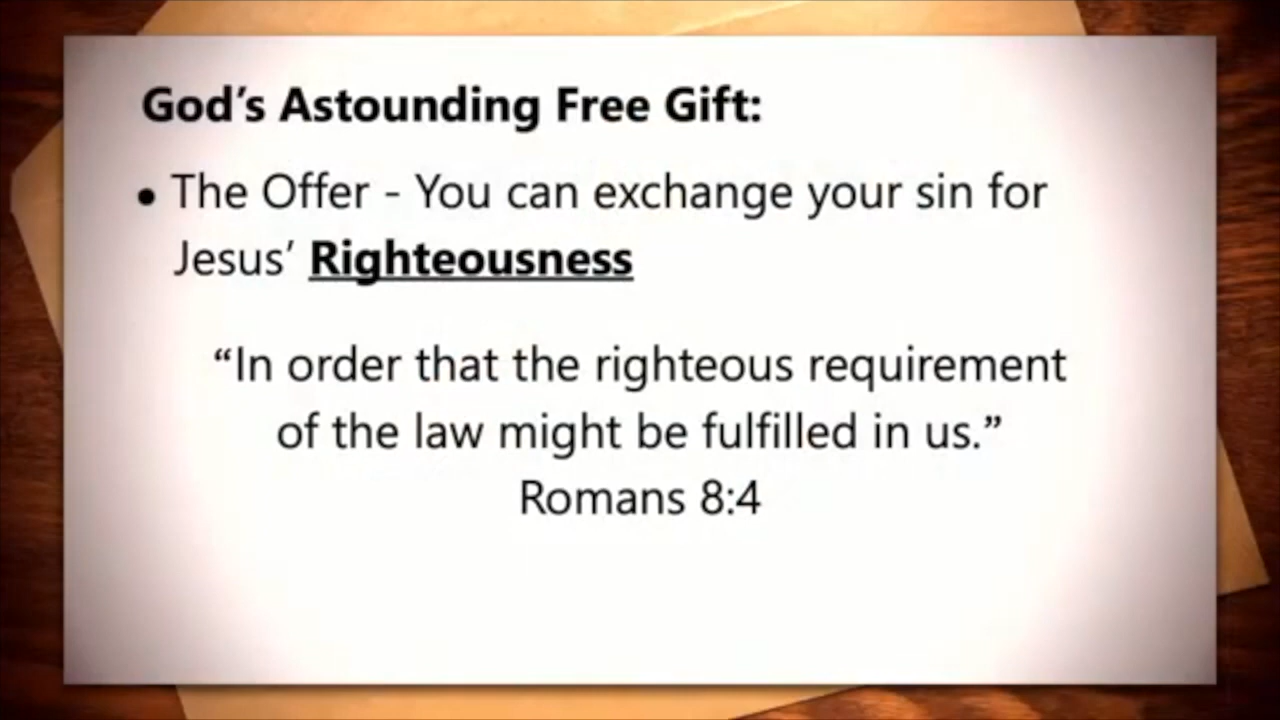 God’s Astounding Free Gift:
• The Offer - You can exchange your sin for
Jesus’ Righteousness
“In order that the righteous requirement
of the law might be fulfilled in us.”
Romans 8:4